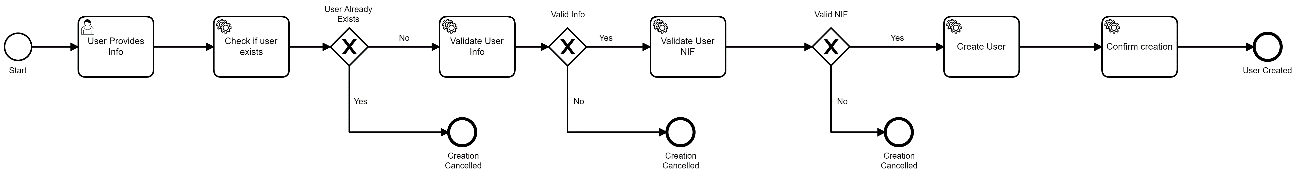 Start
User Provides
Info
Check if user
exists
User Already
Exists
No
Yes
Creation
Cancelled
Validate User
Info
Valid Info
Yes
No
Creation
Cancelled
Validate User
NIF
Valid NIF
Yes
No
Creation
Cancelled
Create User
Confirm creation
User Created